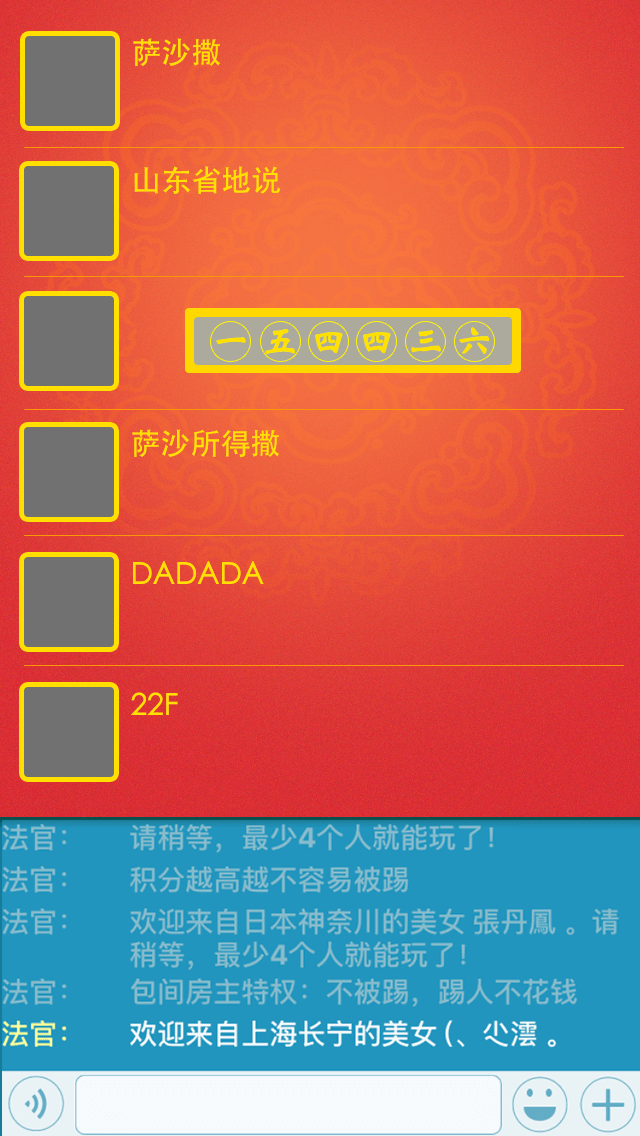 萨沙撒
山东省地说
一五四四三六
萨沙所得撒
DADADA
22F
法官： 请稍等，最少4个人就能玩了！
法官： 积分越高越不容易被踢
法官： 欢迎来自日本神奈川的美女 張丹鳳 。请
稍等，最少4个人就能玩了！
法官： 包间房主特权：不被踢，踢人不花钱
法官： 欢迎来自上海长宁的美女(、尐澐 。